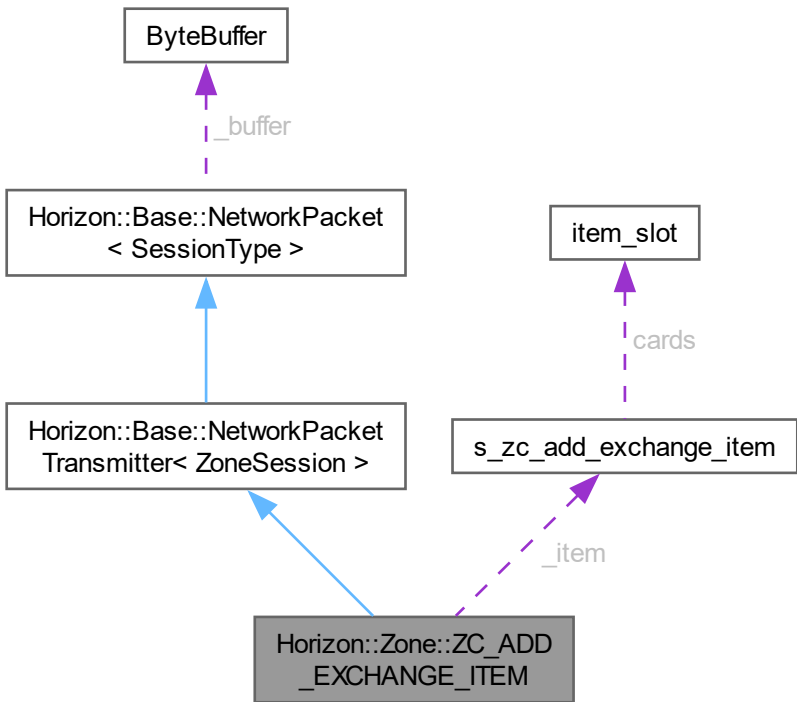 ByteBuffer
_buffer
Horizon::Base::NetworkPacket
< SessionType >
item_slot
cards
Horizon::Base::NetworkPacket
Transmitter< ZoneSession >
s_zc_add_exchange_item
_item
Horizon::Zone::ZC_ADD
_EXCHANGE_ITEM